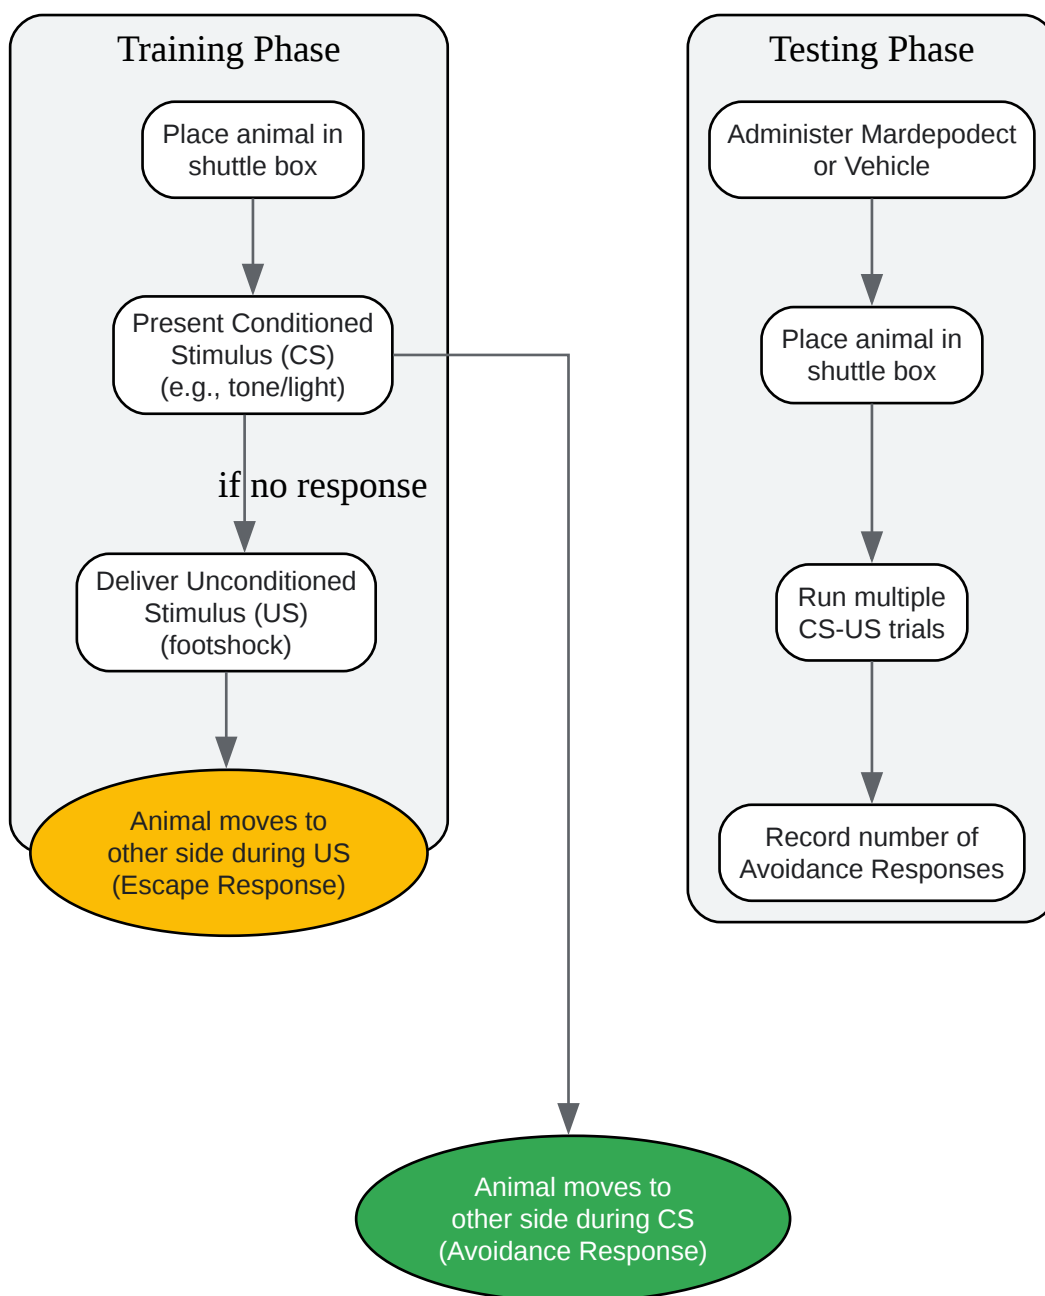 Training Phase
Place animal in
shuttle box
Present Conditioned
Stimulus (CS)
(e.g., tone/light)
if no response
Deliver Unconditioned
Stimulus (US)
(footshock)
Animal moves to
other side during US
(Escape Response)
Animal moves to
other side during CS
(Avoidance Response)
Testing Phase
Administer Mardepodect
or Vehicle
Place animal in
shuttle box
Run multiple
CS-US trials
Record number of
Avoidance Responses